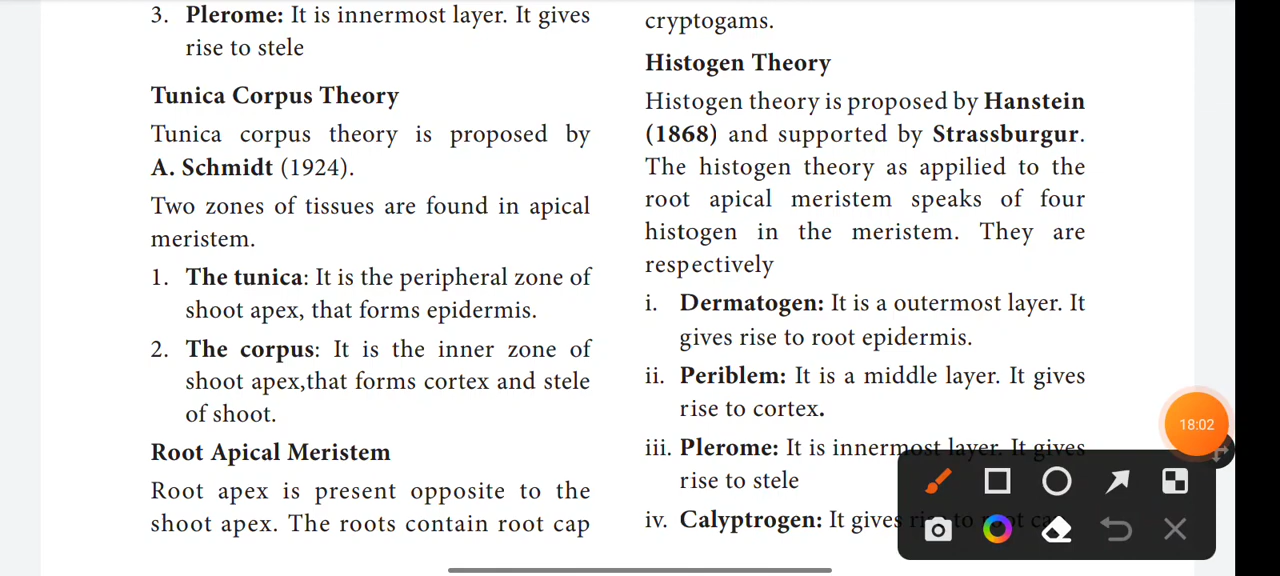 3. Plerome: It is innermost layer. It gives
rise to stele
Tunica Corpus Theory
Tunica corpus theory is proposed by
A. Schmidt (1924).
Two zones of tissues are found in apical
meristem.
1. The tunica: It is the peripheral zone of
shoot apex, that forms epidermis.
2. The corpus: It is the inner zone of
shoot apex,that forms cortex and stele
of shoot.
Root Apical Meristem
Root apex is present opposite to the
shoot apex. The roots contain root cap
cryptogams.
Histogen Theory
Histogen theory is proposed by Hanstein
(1868) and supported by Strassburgur.
The histogen theory as appilied to the
root apical meristem speaks of four
histogen in the meristem. They are
respectively
i. Dermatogen: It is a outermost layer. It
gives rise to root epidermis.
ii. Periblem: It is a middle layer. It gives
rise to cortex.
iii. Plerome: It is innermost layer. It gives
rise to stele
iv. Calyptrogen: It gives rise to root
18:02